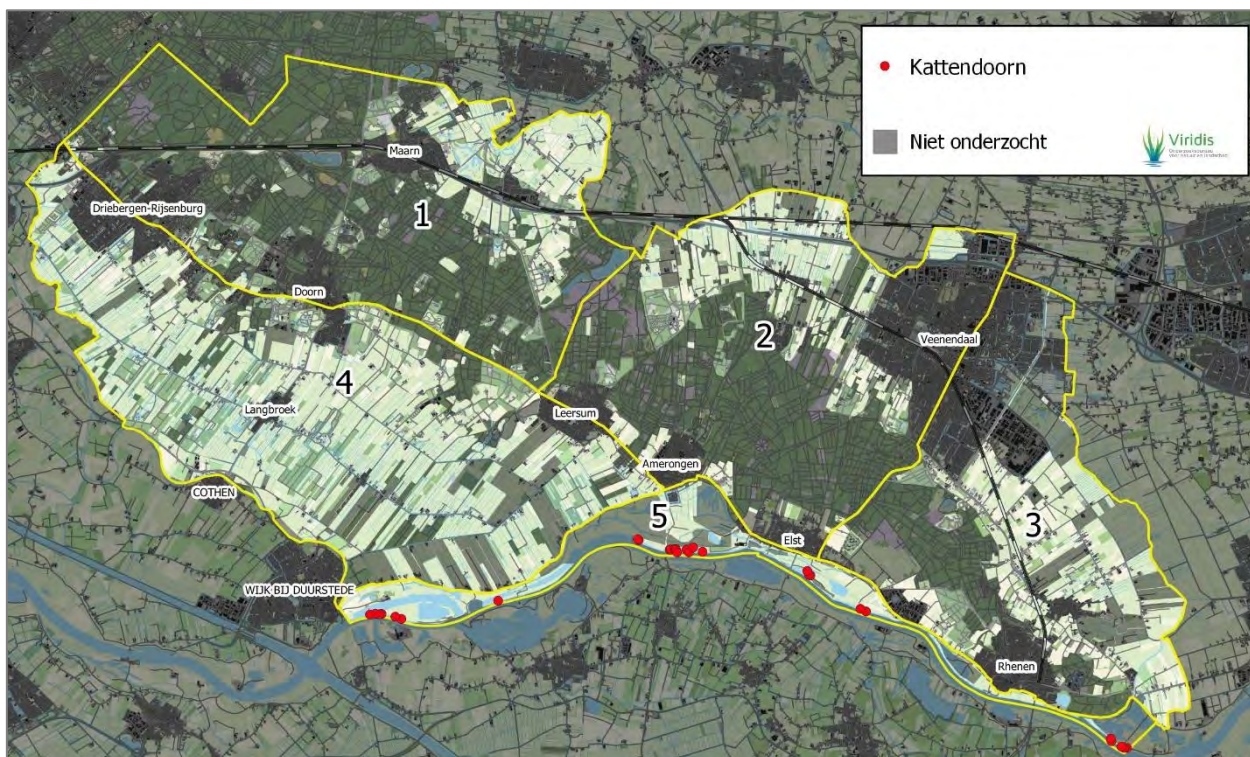 Kattendoorn
Niet onderzocht
Viridis
Maarn
1
Driebergen-Rijsenburg
Doorn
2
Veenendaal
4
Langbroek
Leersum
Amerongen
COTHEN
5
3
Elst
WIJK BIJ DUURSTEDE
Rhenen